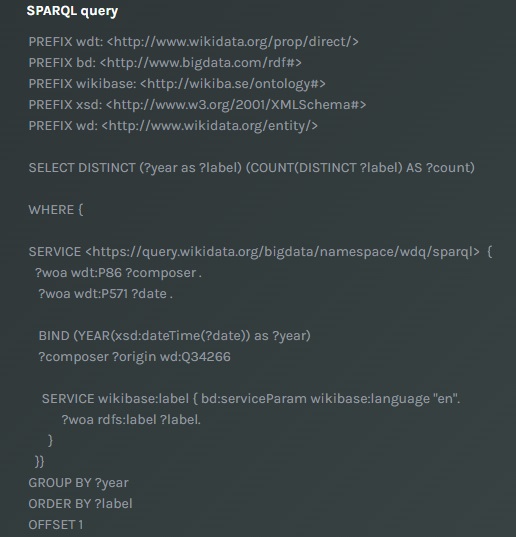 SPARQL query
PREFIX wdt: <http://www.wikidata.org/prop/direct/>
PREFIX bd: <http://www.bigdata.com/rdf#>
PREFIX wikibase: <http://wikiba.se/ontology#>
PREFIX xsd: <http://www.w3.org/2001/XMLSchema#>
PREFIX wd: <http://www.wikidata.org/entity/>
SELECT DISTINCT (?year as ?label) (COUNT(DISTINCT ?label) AS ?count)
WHERE {
SERVICE <https://query.wikidata.org/bigdata/namespace/wdq/sparql> {
?woa wdt:P86 ?composer .
?woa wdt:P571 ?date .
BIND (YEAR(xsd:dateTime(?date)) as ?year)
?composer ?origin wd:Q34266
SERVICE wikibase:label { bd:serviceParam wikibase:language "en".
?woa rdfs:label ?label.
}
}}
GROUP BY ?year
ORDER BY ?label
OFFSET 1